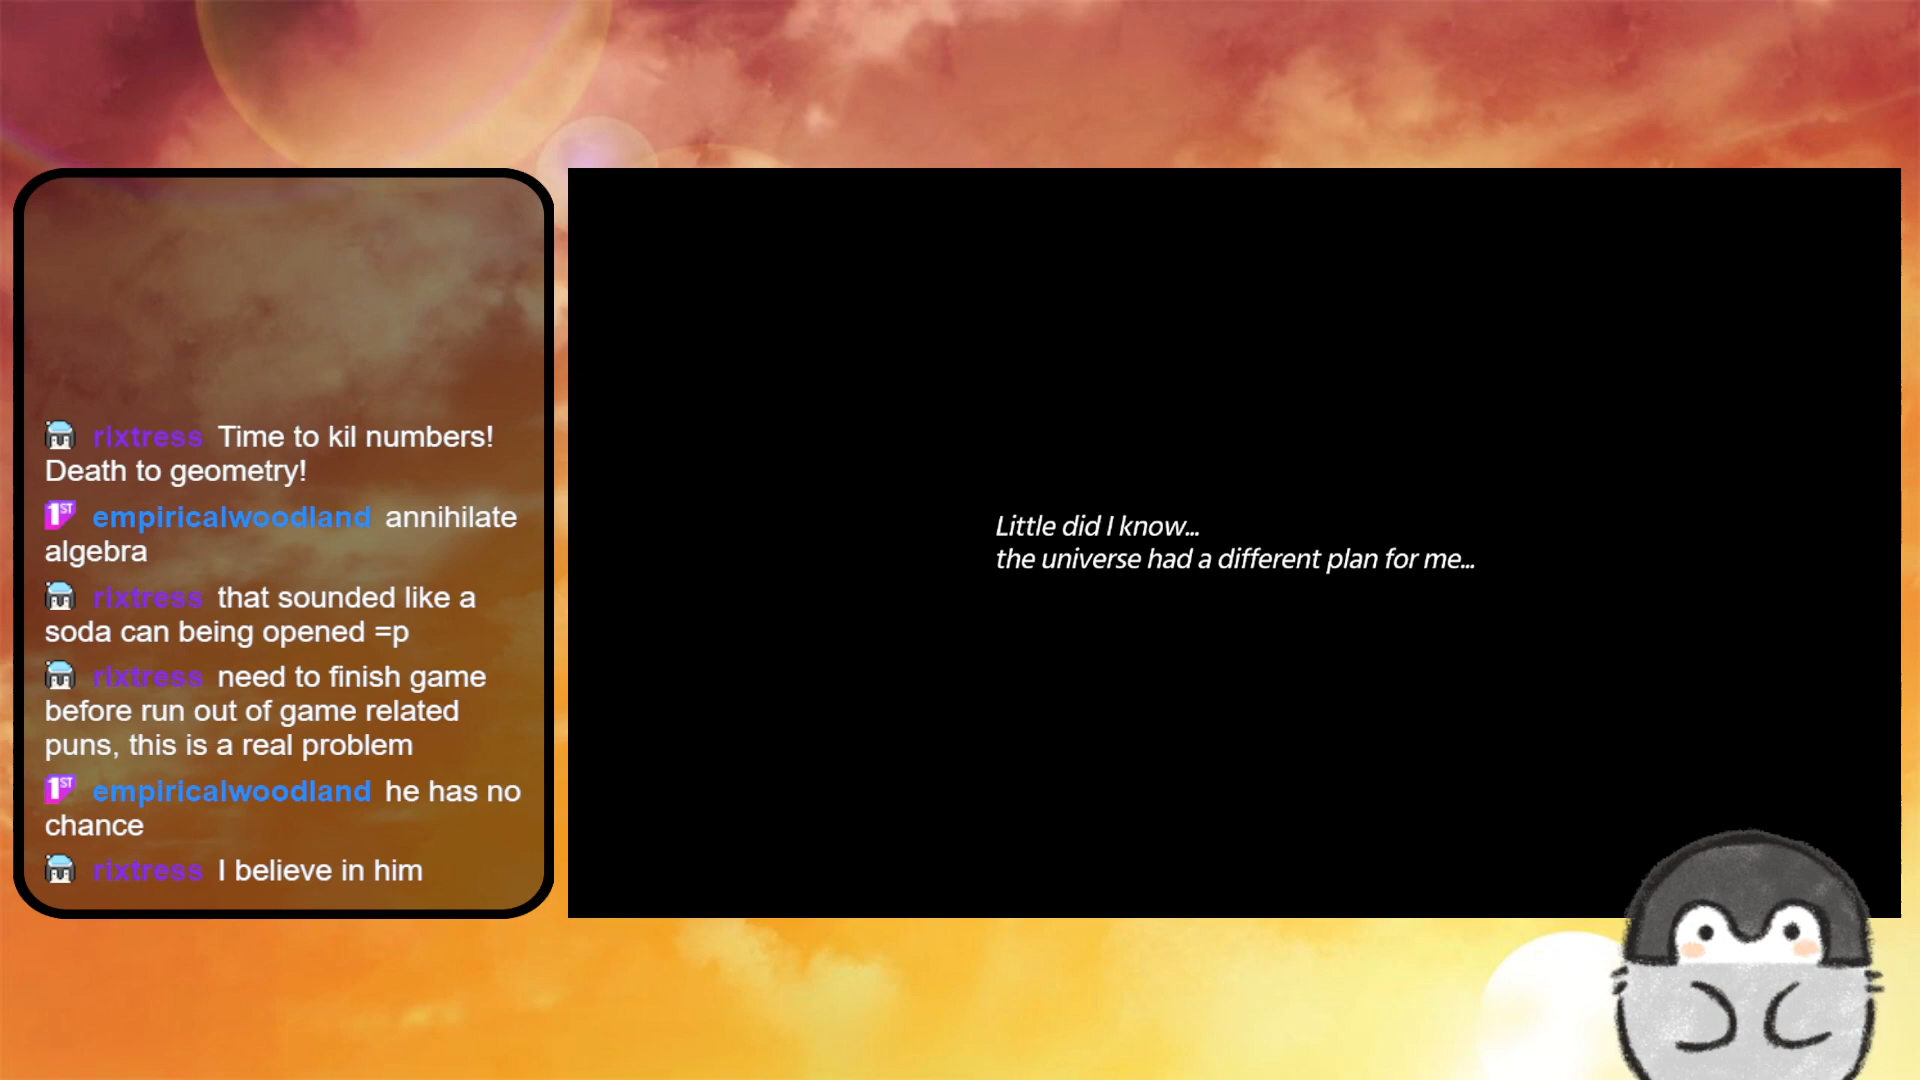 rixtress Time to kil numbers!
Death to geometry!
1ST empiricalwoodland annihilate
algebra
rixtress that sounded like a
soda can being opened =p
rixtress need to finish game
before run out of game related
puns, this is a real problem
1ST empiricalwoodland he has no
chance
rixtress I believe in him
Little did I know...
the universe had a different plan for me...